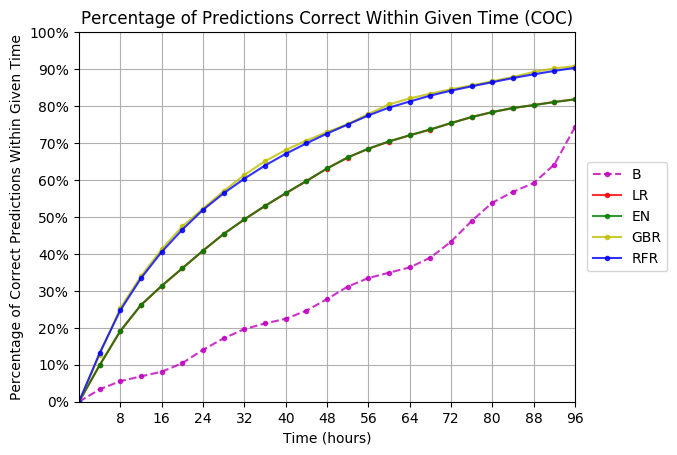 Percentage of Predictions Correct Within Given Time (COC)
Percentage of Correct Predictions Within Given Time
100%
90%
80%
70%
60%
50%
40%
30%
20%
10%
0%
8 16 24 32 40 48 56 64 72 80 88 96
Time (hours)
B
LR
EN
GBR
RFR